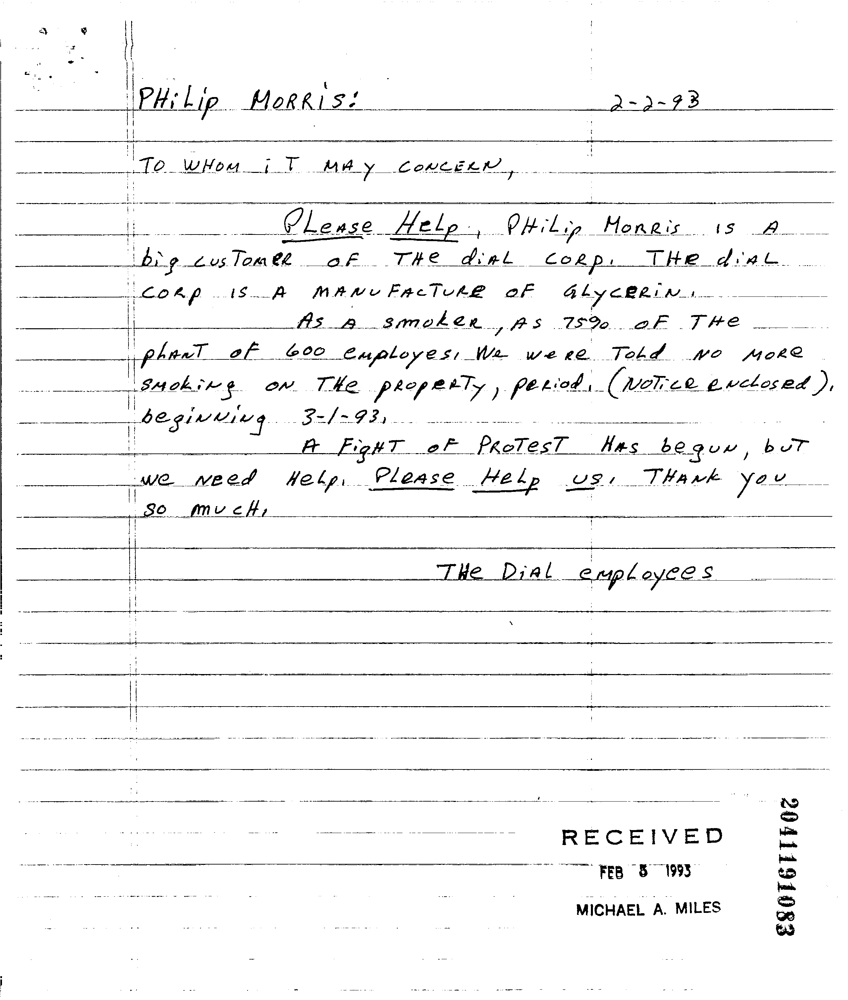 PHiLip MORRis: 2-2-93
TO WHOM iT MAY CONCERN,
PLEASE HELP, PHiLip MORRis is A
big cusTomER OF THE diAL CORP. THE diAL
CORP is A MANUFACTURE OF GLYCERIN.
As A smokeR, As 75% OF THE
pLANT OF 600 employes, We weRe ToLd NO MORE
smoking ON THE pROpeRTy, peRiod. (NOTiCe eNclosed).
begiNNiNg 3-1-93.
A FigHT OF PROTEST HAs beguN, buT
we Need HeLp. PLEASE HELP us. THANk you
so mucH.
THe DiAL empLoyees
RECEIVED
FEB 5 1993
MICHAEL A. MILES
2041191083